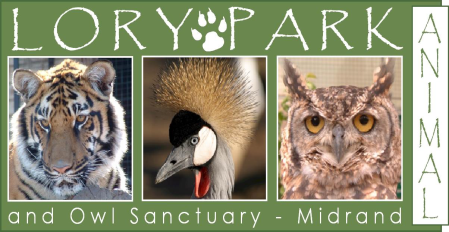 LORY PARK
ANIMAL
and Owl Sanctuary - Midrand